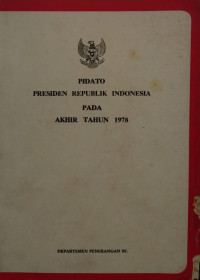 PIDATO
PRESIDEN REPUBLIK INDONESIA
PADA
AKHIR TAHUN 1978
DEPARTEMEN PENERANGAN RI.